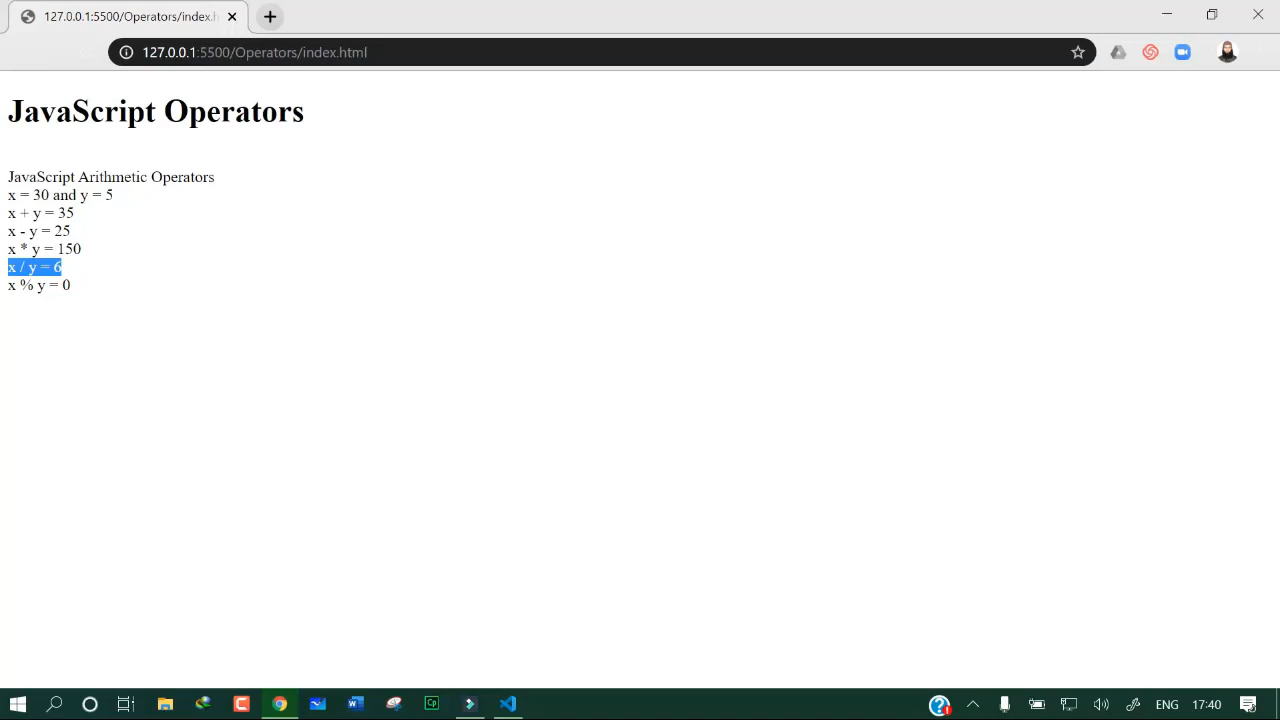 127.0.0.1:5500/Operators/index.h
127.0.0.1:5500/Operators/index.html
JavaScript Operators
JavaScript Arithmetic Operators
x = 30 and y = 5
x + y = 35
x - y = 25
x * y = 150
x / y = 6
x % y = 0
Cp
ENG
17:40